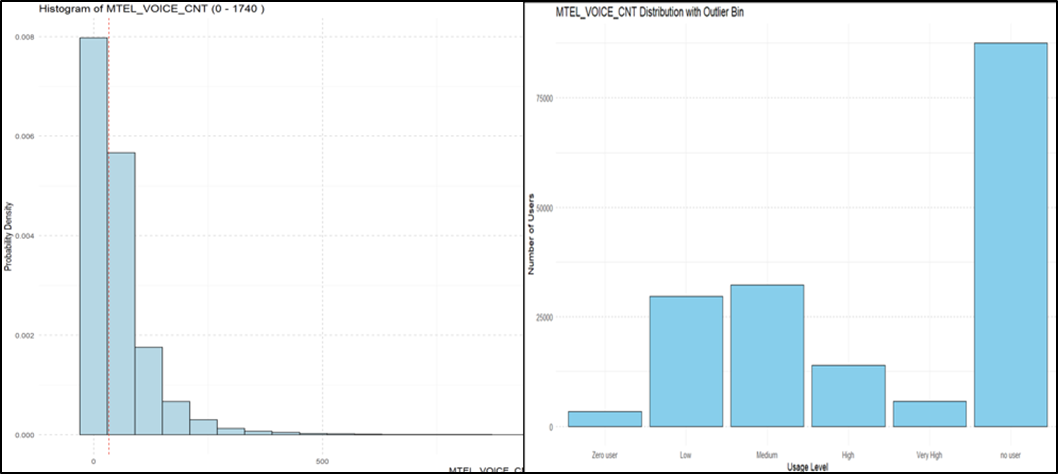 Histogram of MTEL_VOICE_CNT (0 - 1740 )
Probability Density
0.008
0.006
0.004
0.002
0.000
0
500
MTEL_VOICE_CN
MTEL_VOICE_CNT Distribution with Outlier Bin
Number of Users
75000
50000
25000
0
Zero user
Low
Medium
High
Very High
no user
Usage Level